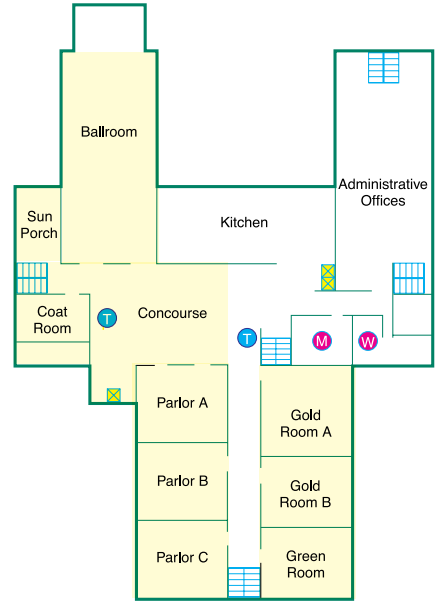 Ballroom
Administrative
Offices
Sun
Porch
Kitchen
Coat
Room
T
Concourse
T
M
W
Parlor A
Gold
Room A
Parlor B
Gold
Room B
Parlor C
Green
Room